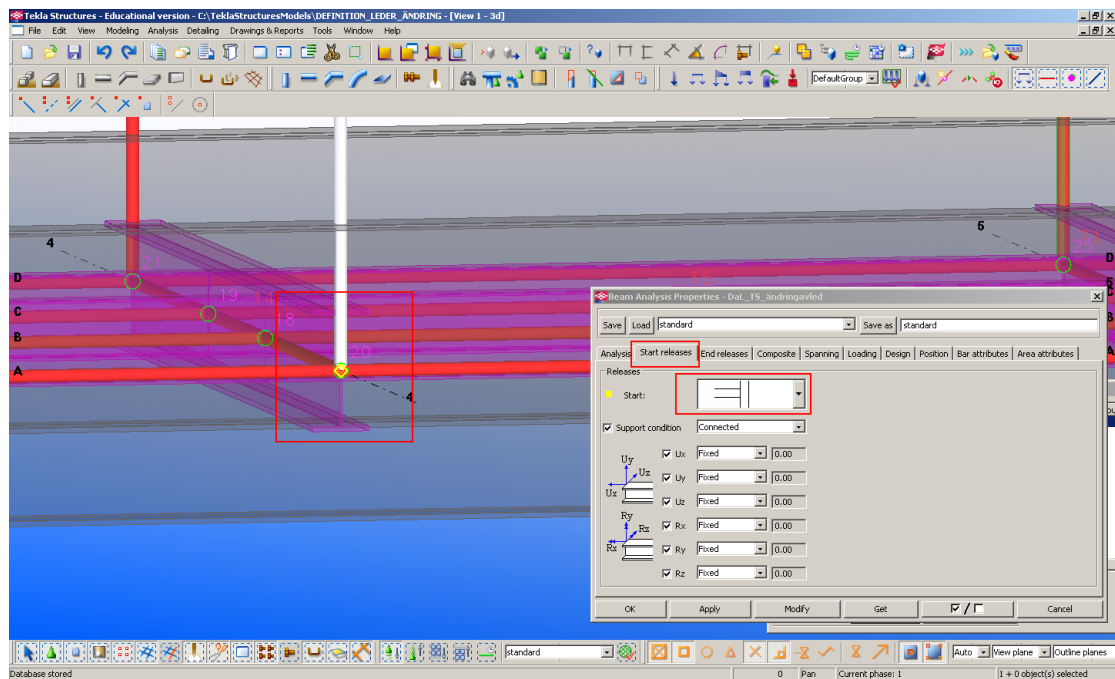 Tekla Structures - Educational version - C:\TeklaStructuresModels\DEFINITION_LEDER_ÄNDRING - [View 1 - 3d]
File Edit View Modeling Analysis Detailing Drawings & Reports Tools Window Help
DefaultGroup
4
5
21
25
D
D
19
18
C
C
B
B
20
A
A
4
Beam Analysis Properties - DaL_TS_ändringavled
Save Load standard Save as standard
Analysis Start releases End releases Composite Spanning Loading Design Position Bar attributes Area attributes
Releases
Start:
Support condition Connected
Uy
Uz
Ux
Ux Fixed 0.00
Uy Fixed 0.00
Uz Fixed 0.00
Ry
Rz
Rx
Rx Fixed 0.00
Ry Fixed 0.00
Rz Fixed 0.00
OK Apply Modify Get / Cancel
standard Auto View plane Outline planes
Database stored 0 Pan Current phase: 1 1 + 0 object(s) selected